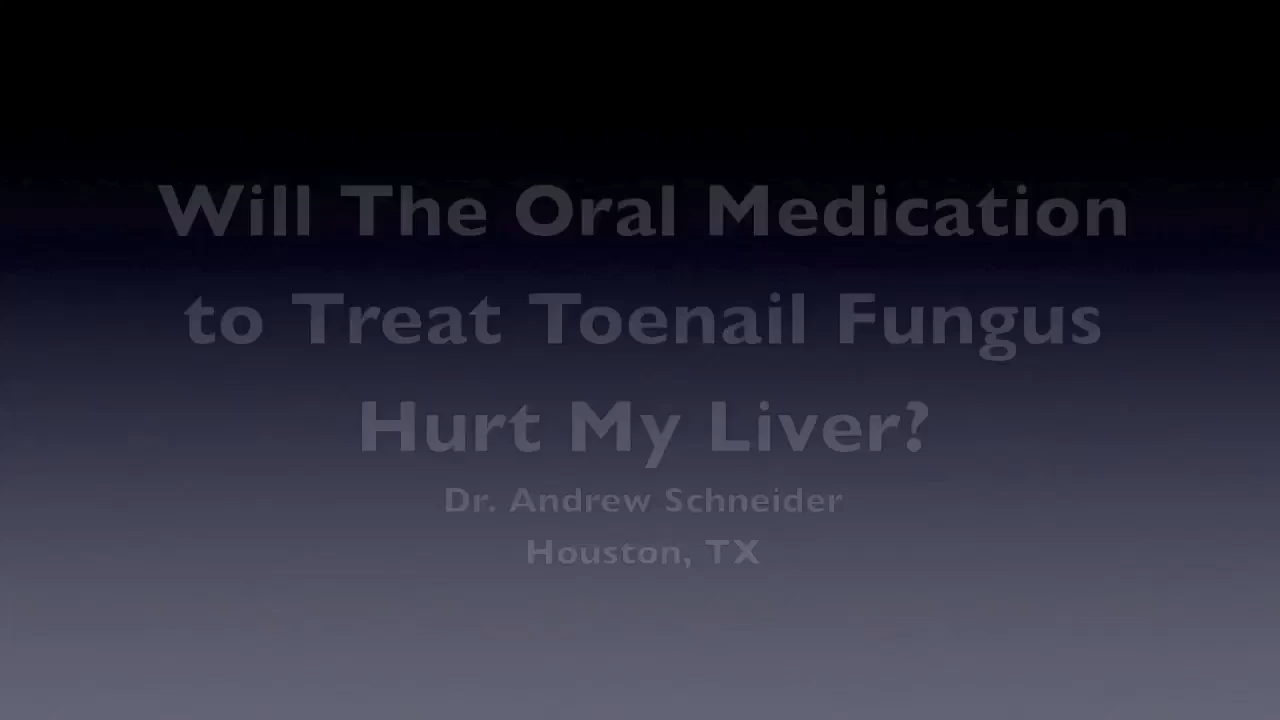 Will The Oral Medication
to Treat Toenail Fungus
Hurt My Liver?
Dr. Andrew Schneider
Houston, TX